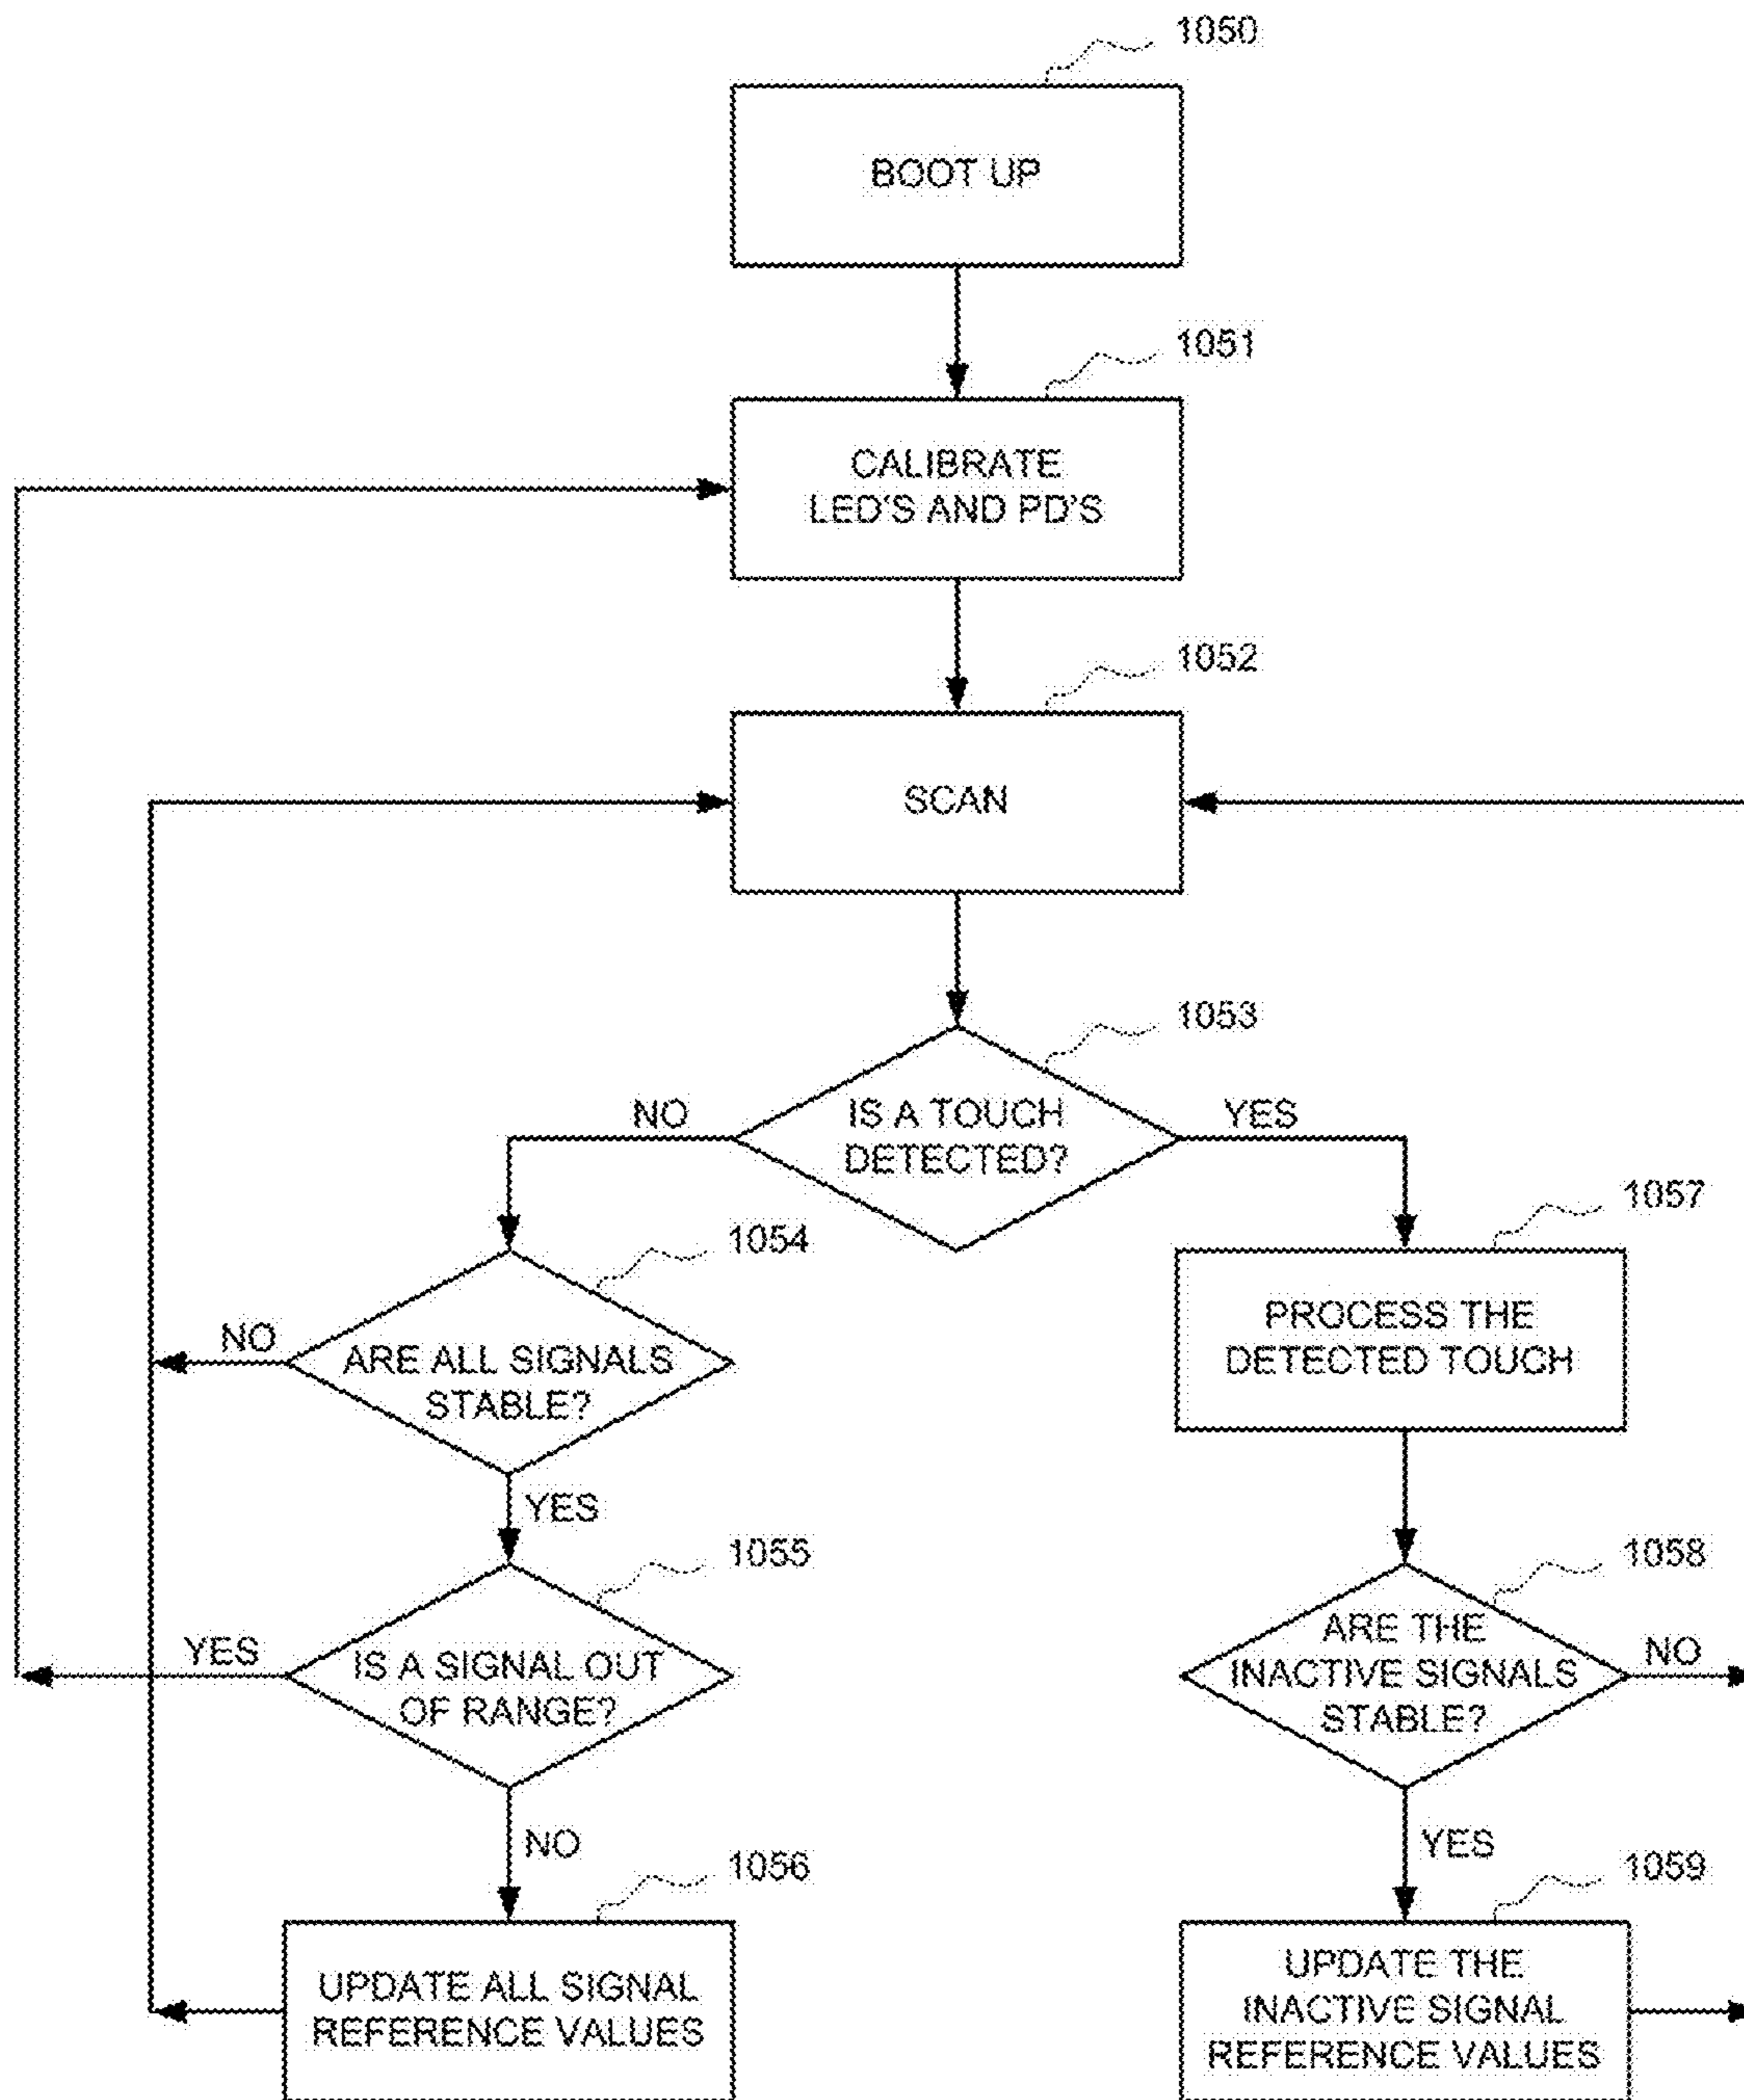 1050
BOOT UP
1051
CALIBRATE
LED'S AND PD'S
1052
SCAN
1053
IS A TOUCH
DETECTED?
NO
YES
1054
ARE ALL SIGNALS
STABLE?
NO
YES
1057
PROCESS THE
DETECTED TOUCH
1055
IS A SIGNAL OUT
OF RANGE?
YES
NO
1058
ARE THE
INACTIVE SIGNALS
STABLE?
NO
YES
1056
UPDATE ALL SIGNAL
REFERENCE VALUES
1059
UPDATE THE
INACTIVE SIGNAL
REFERENCE VALUES